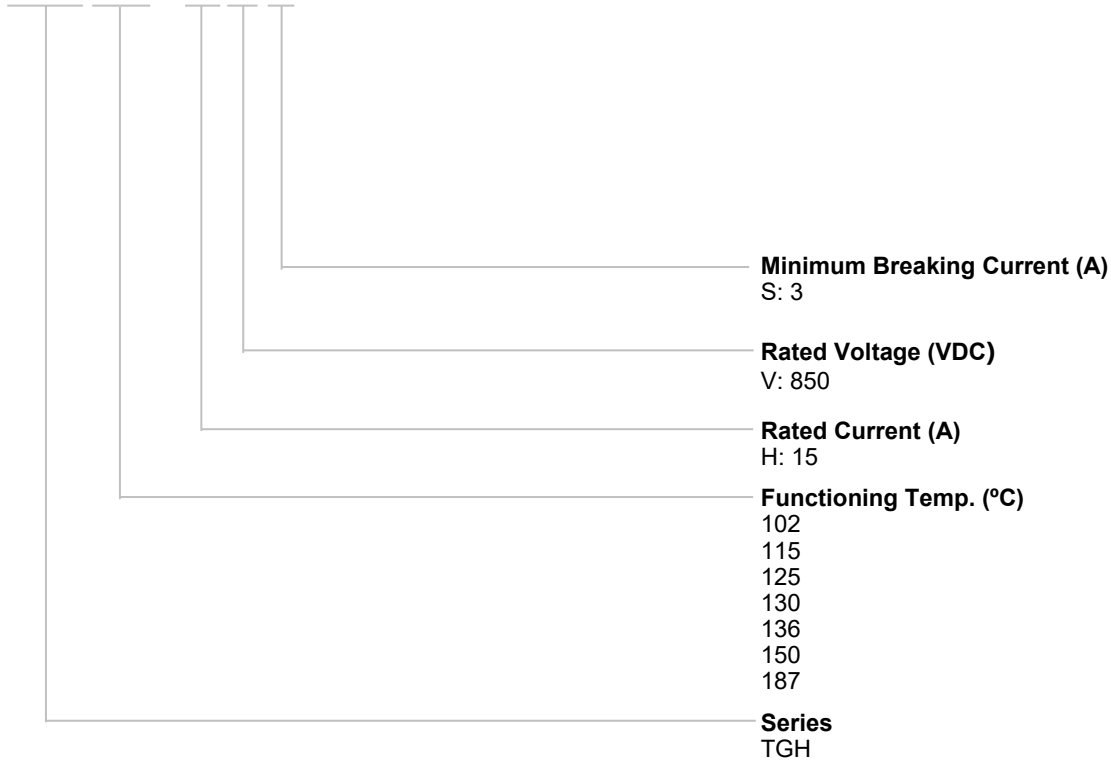 Minimum Breaking Current (A)
S: 3
Rated Voltage (VDC)
V: 850
Rated Current (A)
H: 15
Functioning Temp. (ºC)
102
115
125
130
136
150
187
Series
TGH